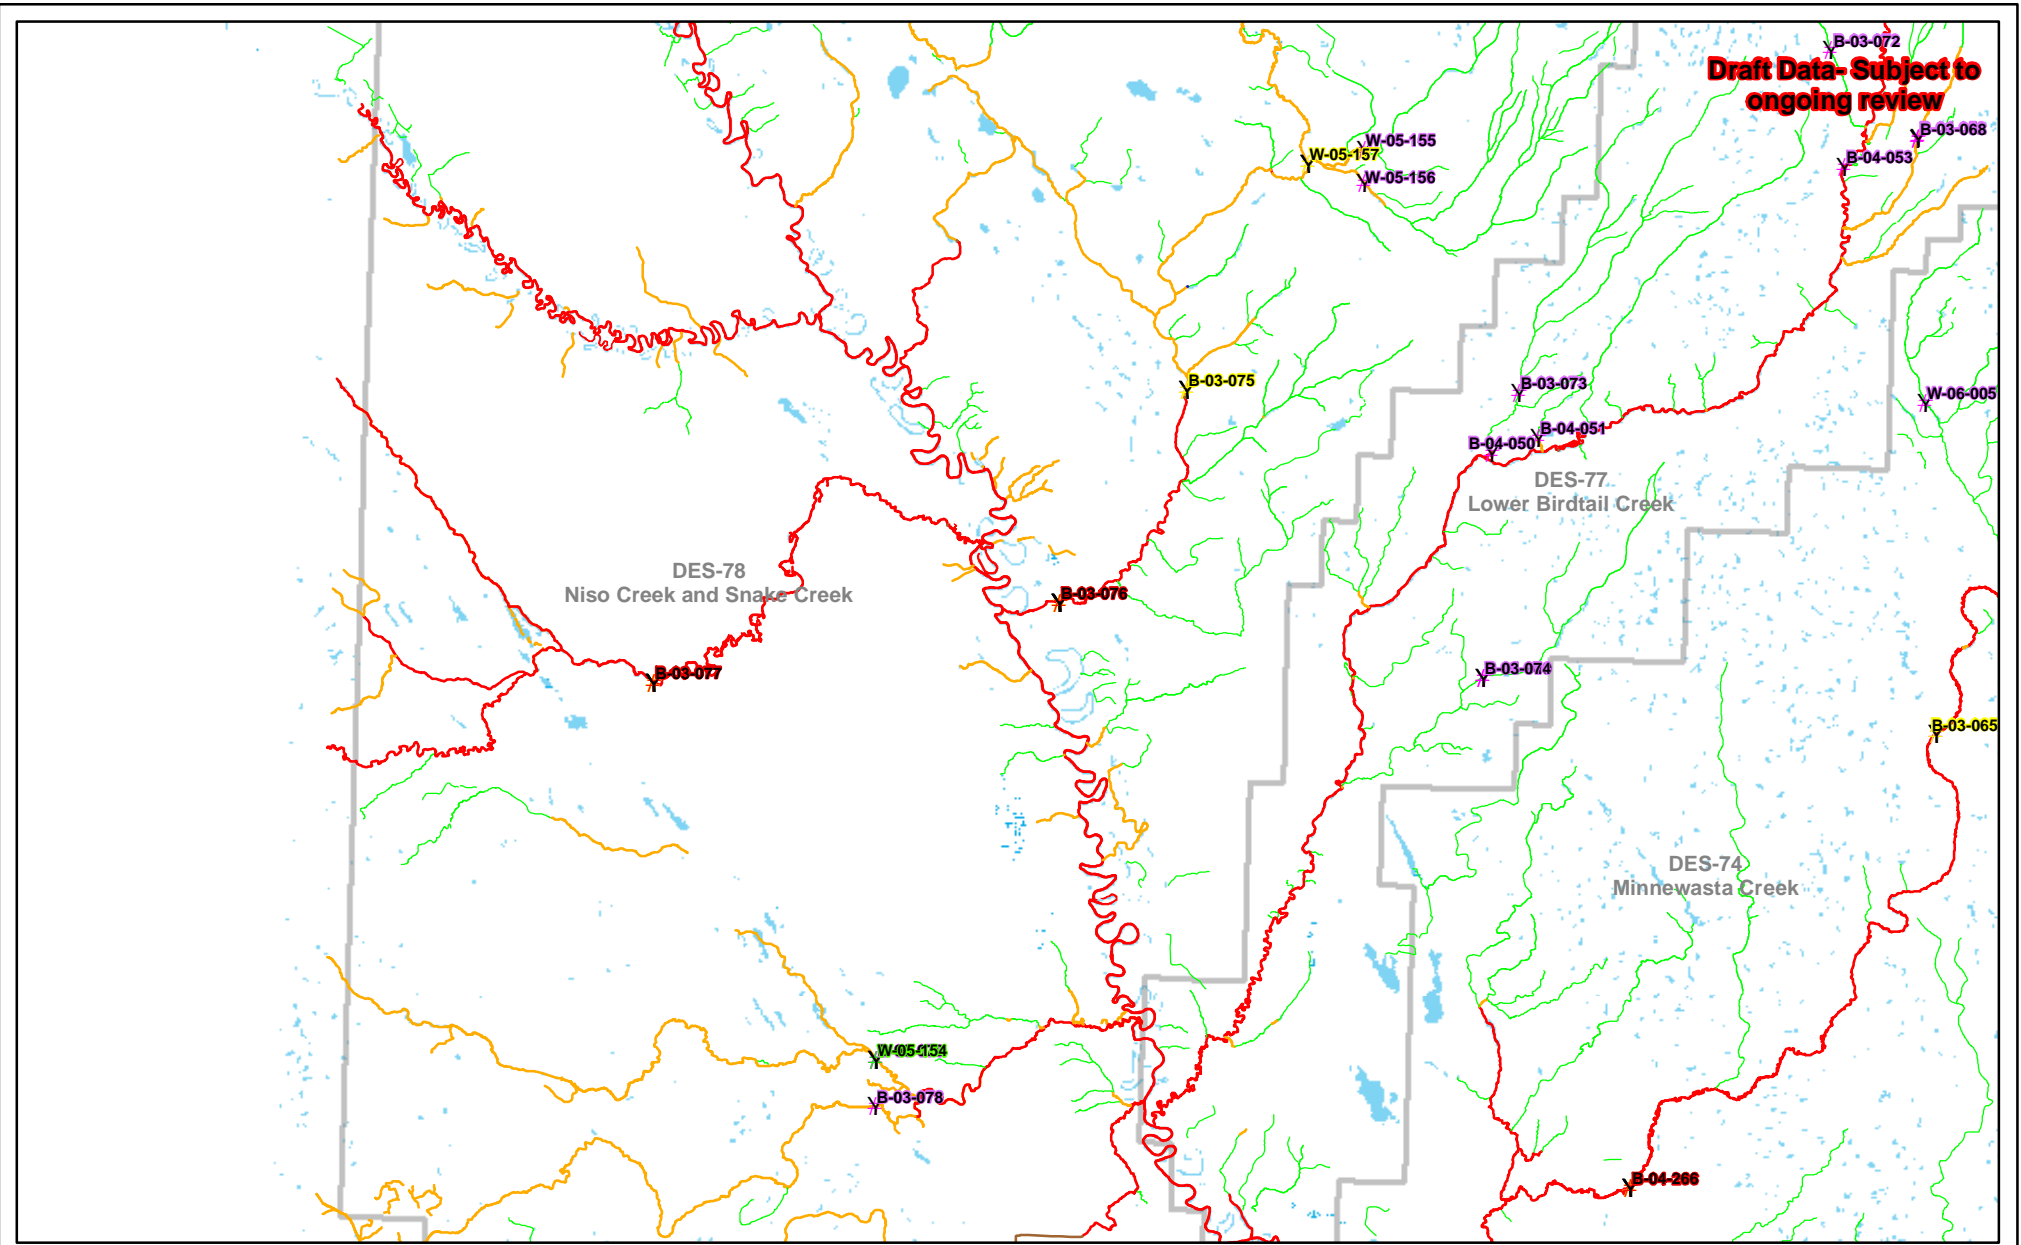 B-03-072
Draft Data- Subject to
ongoing review
B-03-068
W-05-155
W-05-157
B-04-053
W-05-156
B-03-075
B-03-073
W-06-005
B-04-051
B-04-050
DES-77
Lower Birdtail Creek
DES-78
Niso Creek and Snake Creek
B-03-076
B-03-077
B-03-074
B-03-065
DES-74
Minnewasta Creek
W-05-154
B-03-078
B-04-266